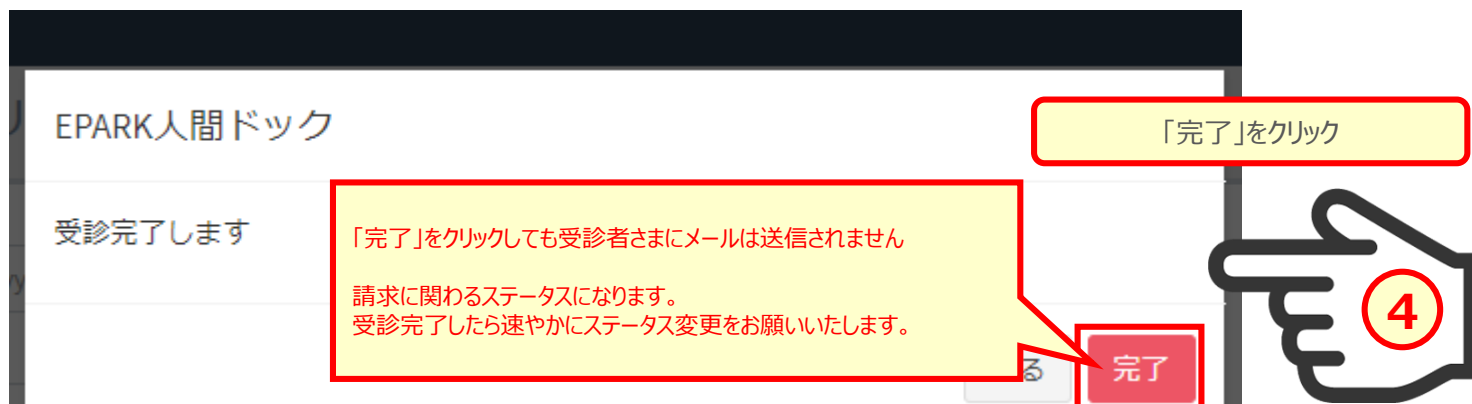 EPARK人間ドック
「完了」をクリック
受診完了します
「完了」をクリックしても受診者さまにメールは送信されません
請求に関わるステータスになります。
受診完了したら速やかにステータス変更をお願いいたします。
る
完了
4